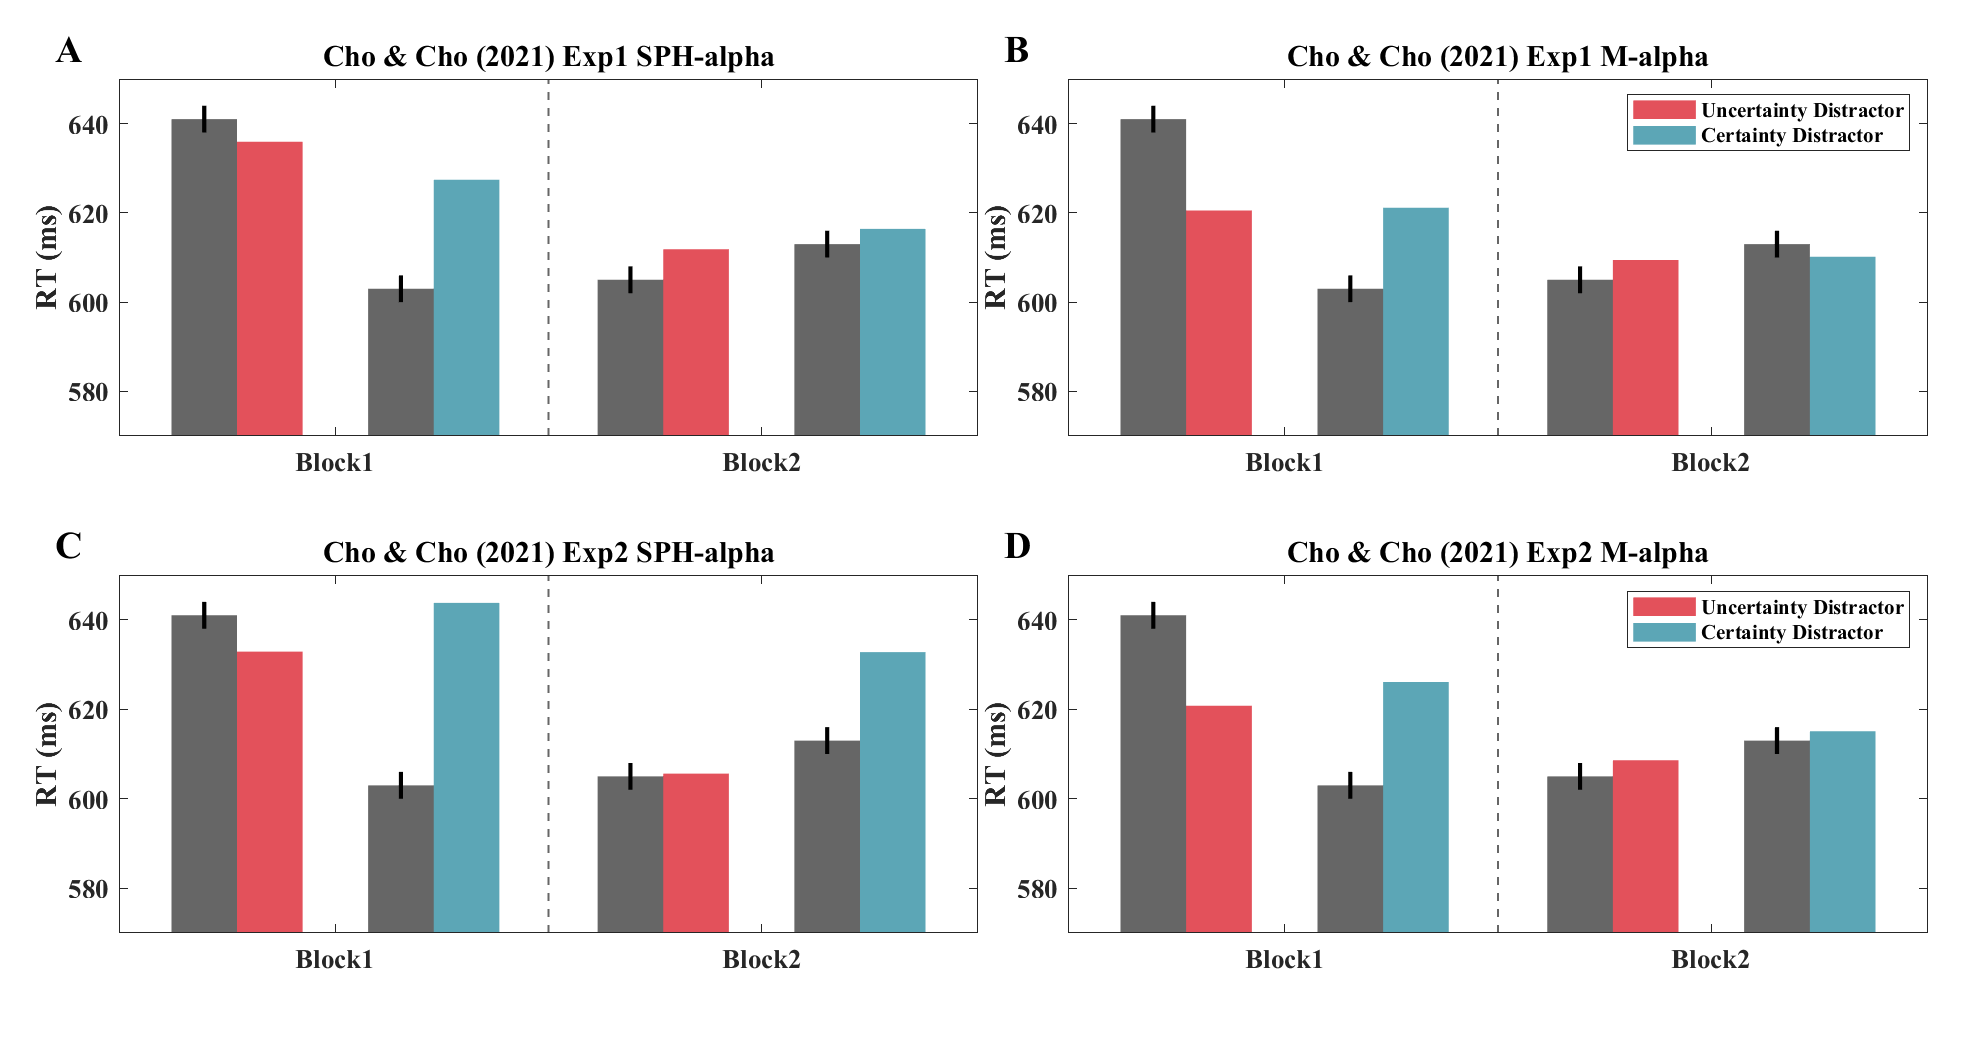 A
Cho & Cho (2021) Exp1 SPH-alpha
640
620
600
580
RT (ms)
Block1
Block2
B
Cho & Cho (2021) Exp1 M-alpha
Uncertainty Distractor
Certainty Distractor
640
620
600
580
RT (ms)
Block1
Block2
C
Cho & Cho (2021) Exp2 SPH-alpha
640
620
600
580
RT (ms)
Block1
Block2
D
Cho & Cho (2021) Exp2 M-alpha
Uncertainty Distractor
Certainty Distractor
640
620
600
580
RT (ms)
Block1
Block2